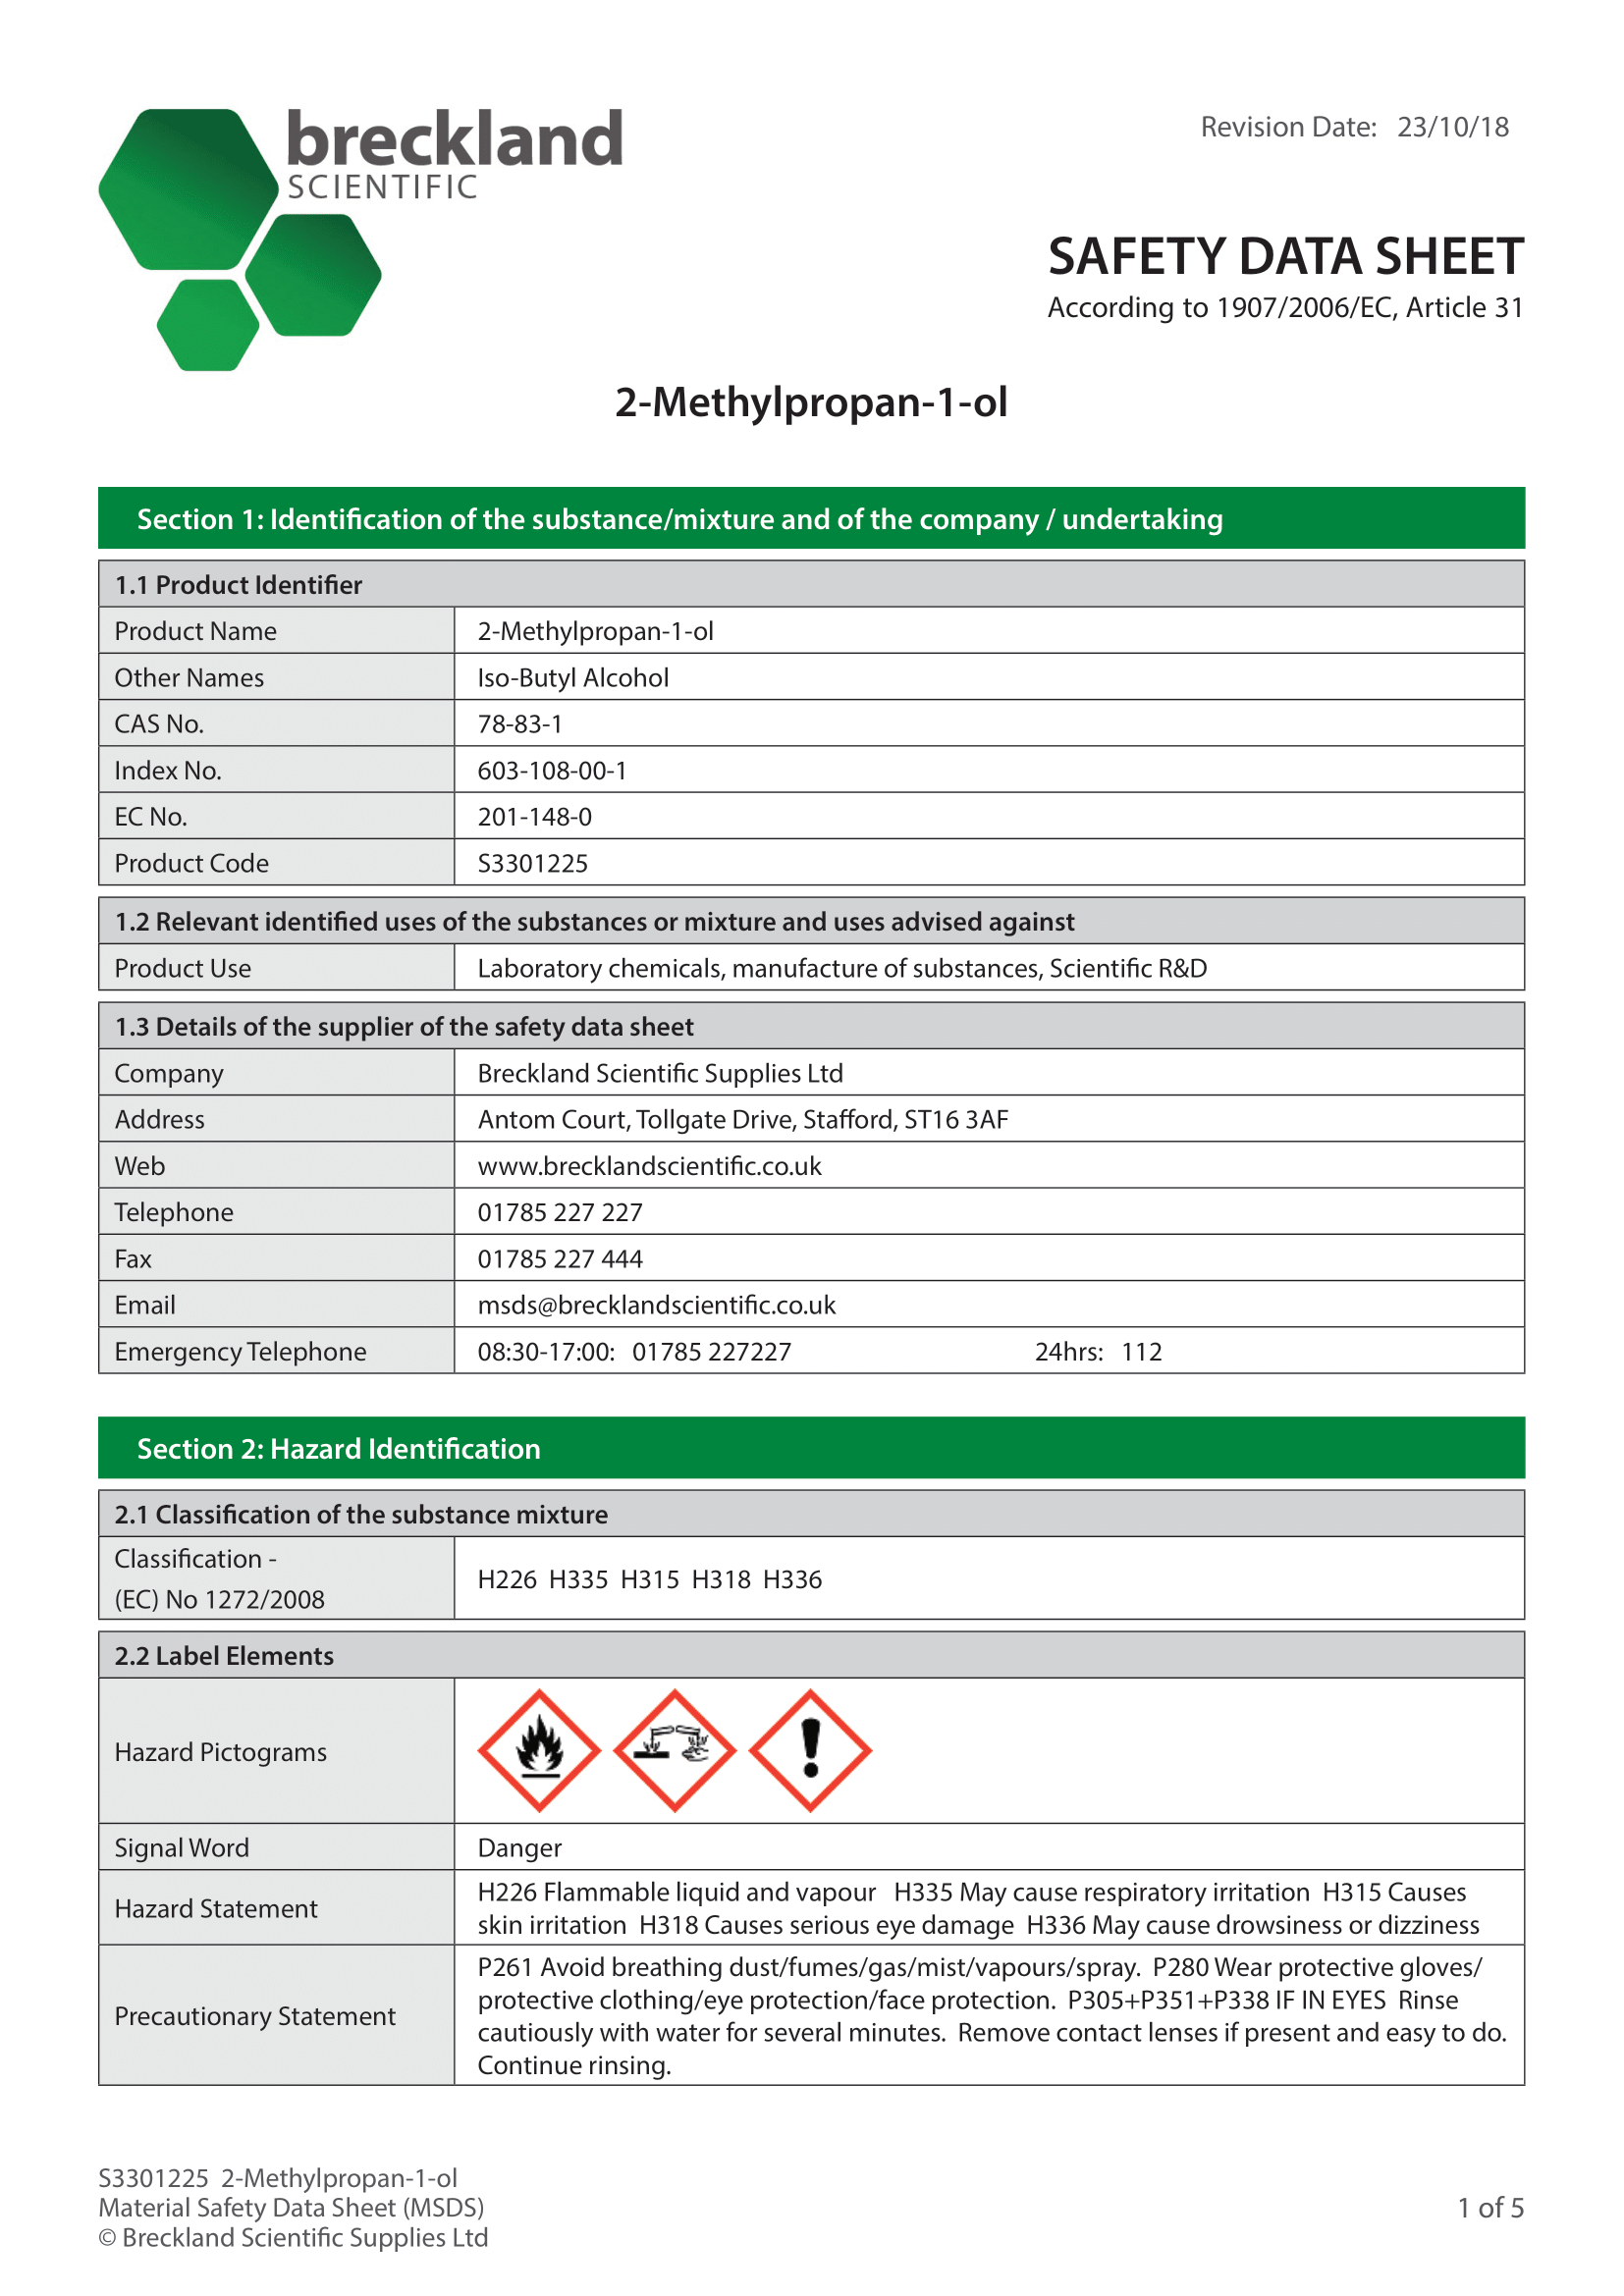 breckland
SCIENTIFIC
Revision Date: 23/10/18
SAFETY DATA SHEET
According to 1907/2006/EC, Article 31
2-Methylpropan-1-ol
Section 1: Identification of the substance/mixture and of the company / undertaking
1.1 Product Identifier
Product Name 2-Methylpropan-1-ol
Other Names Iso-Butyl Alcohol
CAS No. 78-83-1
Index No. 603-108-00-1
EC No. 201-148-0
Product Code S3301225
1.2 Relevant identified uses of the substances or mixture and uses advised against
Product Use Laboratory chemicals, manufacture of substances, Scientific R&D
1.3 Details of the supplier of the safety data sheet
Company Breckland Scientific Supplies Ltd
Address Antom Court, Tollgate Drive, Stafford, ST16 3AF
Web www.brecklandscientific.co.uk
Telephone 01785 227 227
Fax 01785 227 444
Email msds@brecklandscientific.co.uk
Emergency Telephone 08:30-17:00: 01785 227227 24hrs: 112
Section 2: Hazard Identification
2.1 Classification of the substance mixture
Classification -
(EC) No 1272/2008
H226 H335 H315 H318 H336
2.2 Label Elements
Hazard Pictograms
Signal Word Danger
Hazard Statement
H226 Flammable liquid and vapour H335 May cause respiratory irritation H315 Causes
skin irritation H318 Causes serious eye damage H336 May cause drowsiness or dizziness
Precautionary Statement
P261 Avoid breathing dust/fumes/gas/mist/vapours/spray. P280 Wear protective gloves/
protective clothing/eye protection/face protection. P305+P351+P338 IF IN EYES Rinse
cautiously with water for several minutes. Remove contact lenses if present and easy to do.
Continue rinsing.
S3301225 2-Methylpropan-1-ol
Material Safety Data Sheet (MSDS)
© Breckland Scientific Supplies Ltd
1 of 5